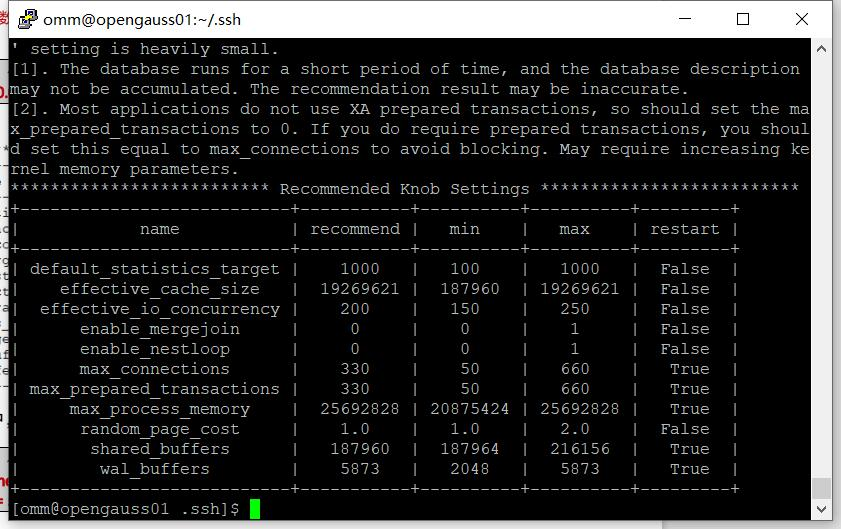 omm@opengauss01:~/.ssh
' setting is heavily small.
[1]. The database runs for a short period of time, and the database description
may not be accumulated. The recommendation result may be inaccurate.
[2]. Most applications do not use XA prepared transactions, so should set the ma
x_prepared_transactions to 0. If you do require prepared transactions, you shoul
d set this equal to max_connections to avoid blocking. May require increasing ke
rnel memory parameters.
************************** Recommended Knob Settings **************************
+---------------------------+-----------+----------+----------+---------+
|            name           | recommend |   min    |   max    | restart |
+---------------------------+-----------+----------+----------+---------+
| default_statistics_target |    1000   |   100    |   1000   |  False  |
|    effective_cache_size   |  19269621 |  187960  | 19269621 |  False  |
|  effective_io_concurrency |    200    |   150    |   250    |  False  |
|      enable_mergejoin     |     0     |    0     |    1     |  False  |
|      enable_nestloop      |     0     |    0     |    1     |  False  |
|      max_connections      |    330    |    50    |   660    |   True  |
| max_prepared_transactions |    330    |    50    |   660    |   True  |
|     max_process_memory    |  25692828 | 20875424 | 25692828 |   True  |
|      random_page_cost     |    1.0    |   1.0    |   2.0    |  False  |
|       shared_buffers      |   187960  |  187964  |  216156  |   True  |
|        wal_buffers        |    5873   |   2048   |   5873   |   True  |
+---------------------------+-----------+----------+----------+---------+
[omm@opengauss01 .ssh]$